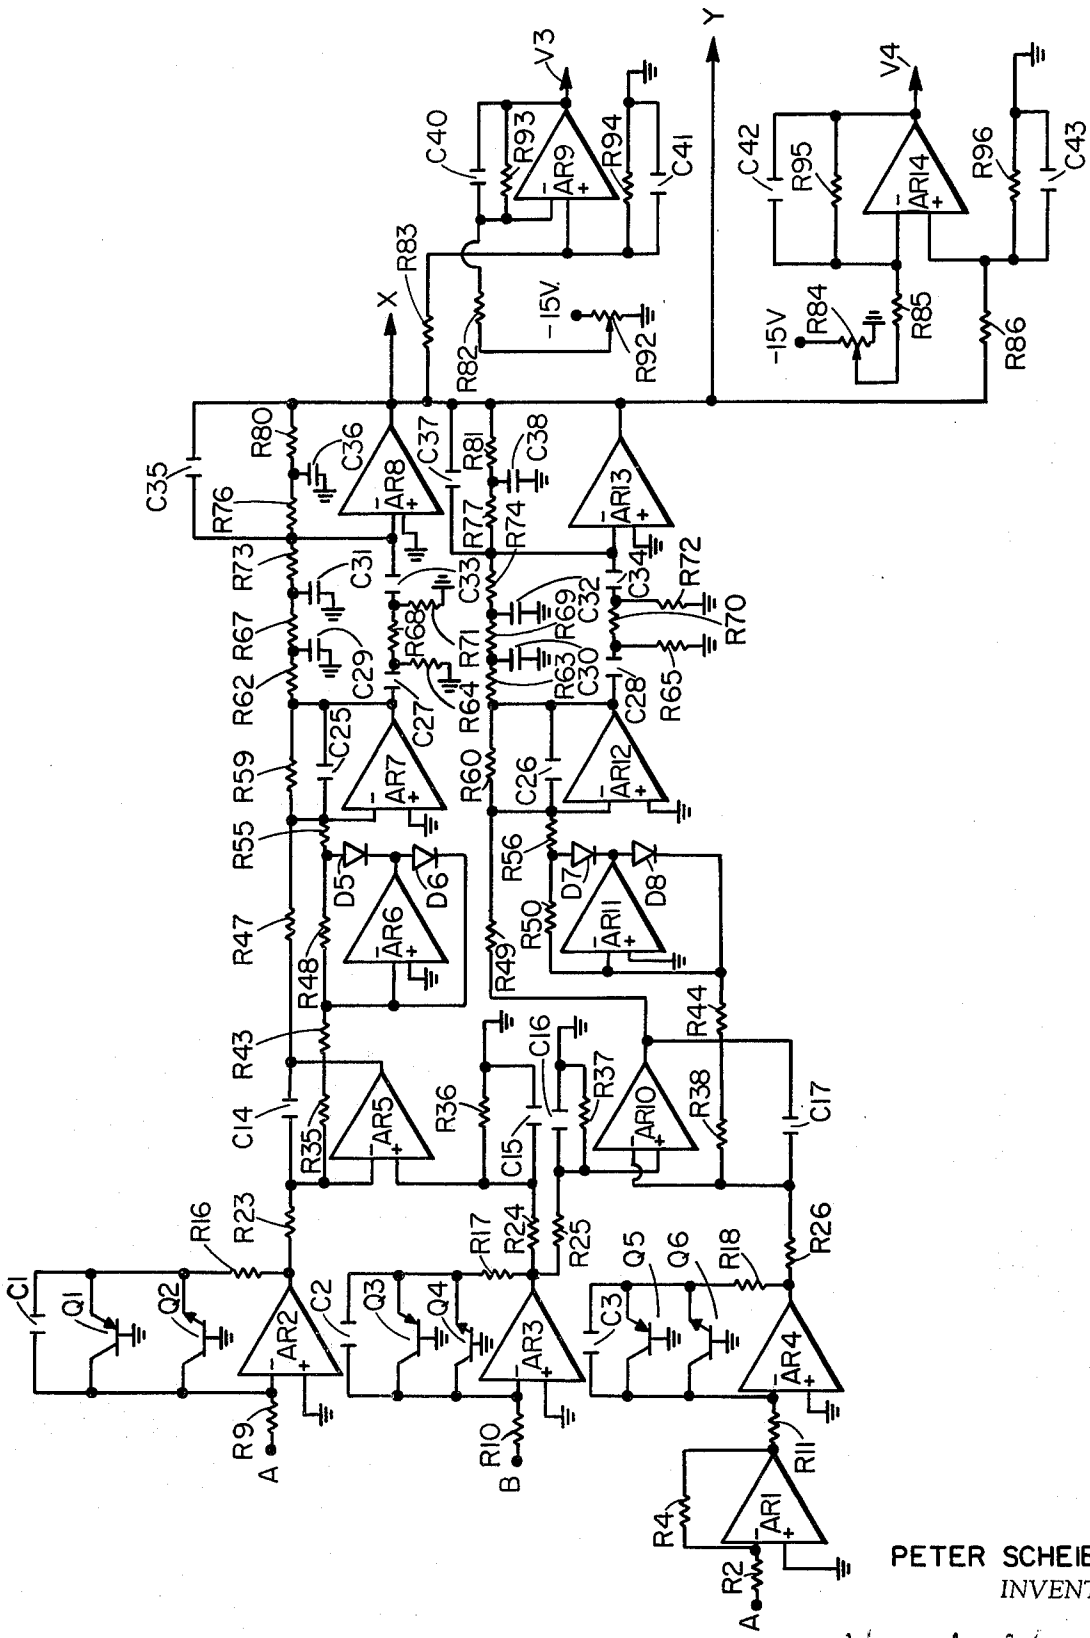 Y
V3
C40
R93
AR9
-
+
R94
C41
V4
C42
R95
AR14
-
+
R96
C43
R83
X
R82
-15V.
R92
-15V
R84
R85
R86
C35
R80
C36
R76
AR8
-
+
C37
R81
C38
R77
R74
AR13
-
+
R73
C31
C33
R67
R68
R71
C29
R62
C27
R64
C32
C34
R72
R69
R70
C30
R63
C28
R65
R59
C25
AR7
-
+
R60
C26
AR12
-
+
R55
D5
D6
R56
D7
D8
R47
R48
AR6
-
+
R49
R50
AR11
-
+
R43
R44
C14
R35
AR5
-
+
R36
C15
C16
R37
AR10
-
+
R38
C17
R16
R23
R17
R24
R25
R18
R26
C1
Q1
Q2
AR2
-
+
C2
Q3
Q4
AR3
-
+
C3
Q5
Q6
AR4
-
+
R9
A
R10
B
R11
R4
AR1
-
+
R2
A
PETER SCHEIB
INVENT